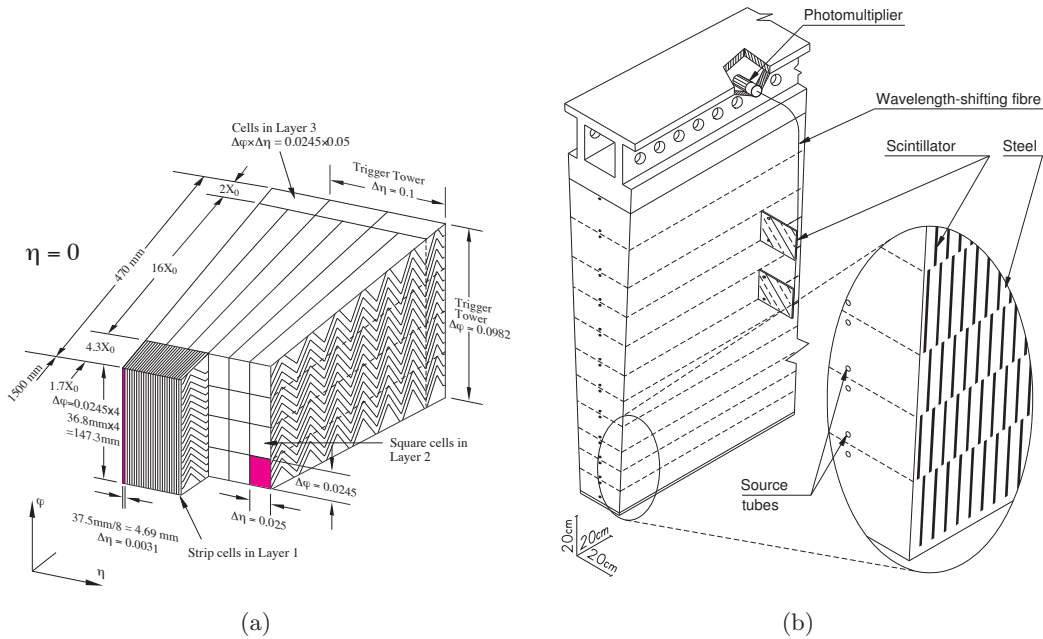 Cells in Layer 3
Δφ×Δη = 0.0245×0.05
Trigger Tower
Δη = 0.1
2X₀
η = 0
470 mm
16X₀
Trigger
Tower
Δφ = 0.0982
4.3X₀
1500 mm
1.7X₀
Δφ=0.0245x4
36.8mmx4
=147.3mm
Square cells in
Layer 2
Δφ = 0.0245
Δη = 0.025
φ
37.5mm/8 = 4.69 mm
Δη = 0.0031
Strip cells in Layer 1
η
(a)
Photomultiplier
Wavelength-shifting fibre
Scintillator
Steel
Source
tubes
20cm
20cm
20cm
(b)